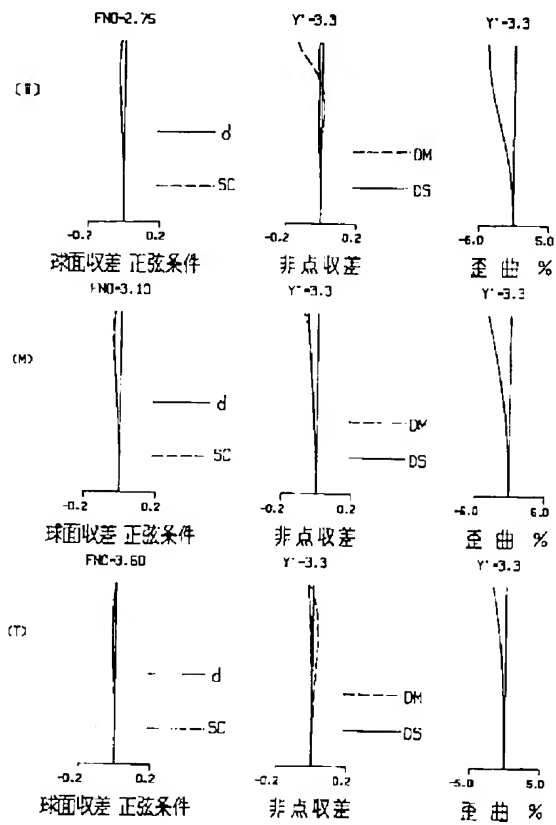 FNO=2.75 Y'=3.3 Y'=3.3
(W)
d
SC
DM
DS
-0.2 0.2 -0.2 0.2 -6.0 5.0
球面収差 正弦条件 非点収差 歪曲 %
FNO=3.10 Y'=3.3 Y'=3.3
(M)
d
SC
DM
DS
-0.2 0.2 -0.2 0.2 -6.0 6.0
球面収差 正弦条件 非点収差 歪曲 %
FNO=3.60 Y'=3.3 Y'=3.3
(T)
d
SC
DM
DS
-0.2 0.2 -0.2 0.2 -5.0 5.0
球面収差 正弦条件 非点収差 歪曲 %